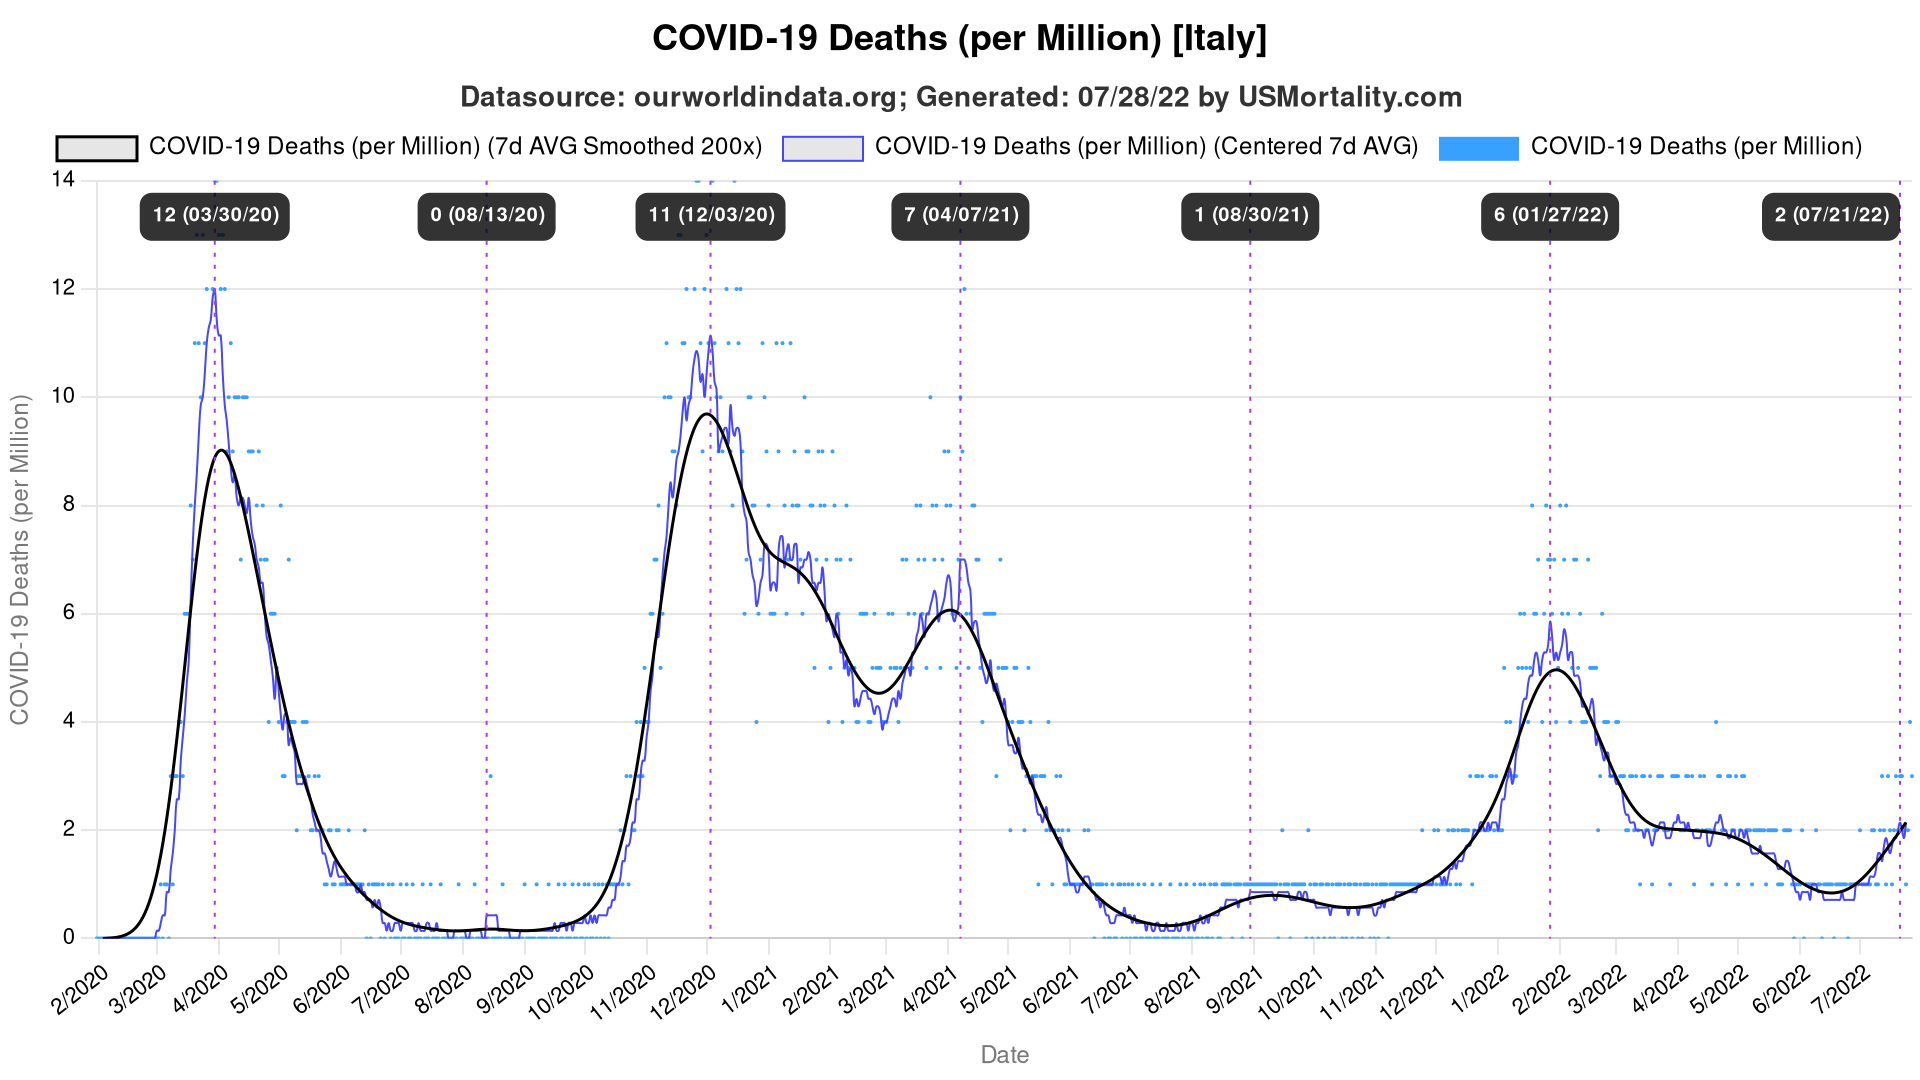 COVID-19 Deaths (per Million) [Italy]
Datasource: ourworldindata.org; Generated: 07/28/22 by USMortality.com
COVID-19 Deaths (per Million) (7d AVG Smoothed 200x) COVID-19 Deaths (per Million) (Centered 7d AVG) COVID-19 Deaths (per Million)
14
12 (03/30/20) 0 (08/13/20) 11 (12/03/20) 7 (04/07/21) 1 (08/30/21) 6 (01/27/22) 2 (07/21/22)
12
10
8
6
4
2
0
COVID-19 Deaths (per Million)
2/2020 3/2020 4/2020 5/2020 6/2020 7/2020 8/2020 9/2020 10/2020 11/2020 12/2020 1/2021 2/2021 3/2021 4/2021 5/2021 6/2021 7/2021 8/2021 9/2021 10/2021 11/2021 12/2021 1/2022 2/2022 3/2022 4/2022 5/2022 6/2022 7/2022
Date